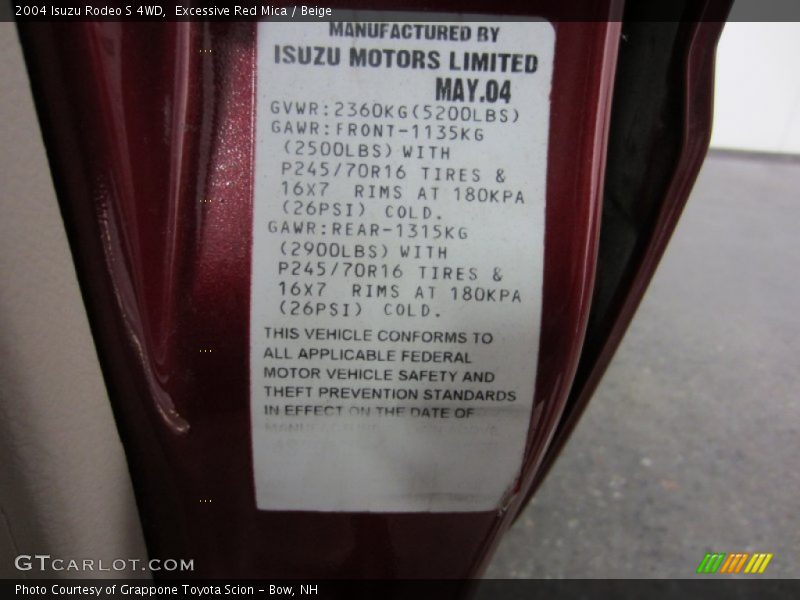 2004 Isuzu Rodeo S 4WD,  Excessive Red Mica / Beige
MANUFACTURED BY
ISUZU MOTORS LIMITED
MAY.04
GVWR:2360KG(5200LBS)
GAWR:FRONT-1135KG
(2500LBS) WITH
P245/70R16 TIRES &
16X7 RIMS AT 180KPA
(26PSI) COLD.
GAWR:REAR-1315KG
(2900LBS) WITH
P245/70R16 TIRES &
16X7 RIMS AT 180KPA
(26PSI) COLD.
THIS VEHICLE CONFORMS TO
ALL APPLICABLE FEDERAL
MOTOR VEHICLE SAFETY AND
THEFT PREVENTION STANDARDS
IN EFFECT ON THE DATE OF
GTCARLOT.COM
Photo Courtesy of Grappone Toyota Scion - Bow, NH